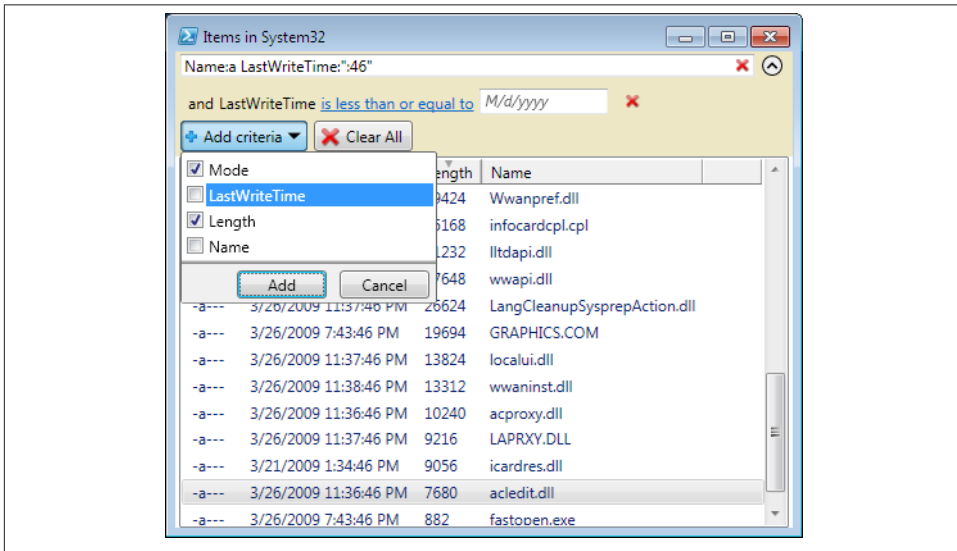 Items in System32
Name:a LastWriteTime:":46"
and LastWriteTime is less than or equal to M/d/yyyy
Add criteria Clear All
Mode
LastWriteTime
Length
Name
Add Cancel
Length Name
9424 Wwanpref.dll
5168 infocardcpl.cpl
1232 lltdapi.dll
7648 wwapi.dll
-a--- 3/26/2009 11:37:46 PM 26624 LangCleanupSysprepAction.dll
-a--- 3/26/2009 7:43:46 PM 19694 GRAPHICS.COM
-a--- 3/26/2009 11:37:46 PM 13824 localui.dll
-a--- 3/26/2009 11:38:46 PM 13312 wwaninst.dll
-a--- 3/26/2009 11:36:46 PM 10240 acproxy.dll
-a--- 3/26/2009 11:37:46 PM 9216 LAPRXY.DLL
-a--- 3/21/2009 1:34:46 PM 9056 icardres.dll
-a--- 3/26/2009 11:36:46 PM 7680 acledit.dll
-a--- 3/26/2009 7:43:46 PM 882 fastopen.exe